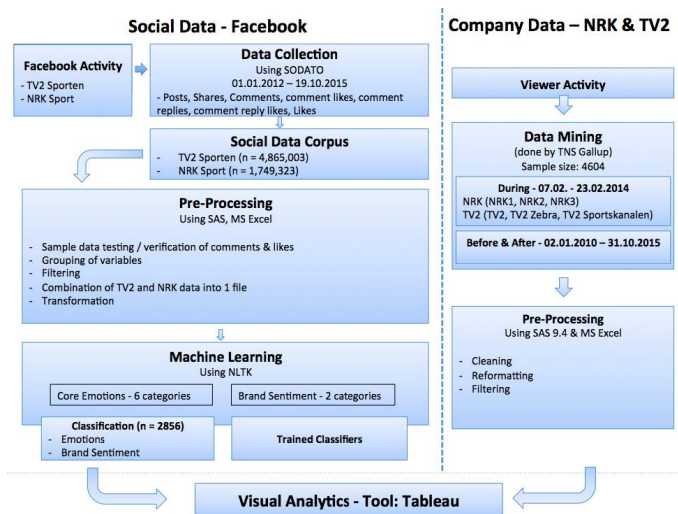 Social Data - Facebook
Facebook Activity
- TV2 Sporten
- NRK Sport
Data Collection
Using SODATO
01.01.2012 – 19.10.2015
- Posts, Shares, Comments, comment likes, comment
replies, comment reply likes, Likes
Social Data Corpus
- TV2 Sporten (n = 4,865,003)
- NRK Sport (n = 1,749,323)
Pre-Processing
Using SAS, MS Excel
- Sample data testing / verification of comments & likes
- Grouping of variables
- Filtering
- Combination of TV2 and NRK data into 1 file
- Transformation
Machine Learning
Using NLTK
Core Emotions - 6 categories
Brand Sentiment - 2 categories
Classification (n = 2856)
- Emotions
- Brand Sentiment
Trained Classifiers
Company Data – NRK & TV2
Viewer Activity
Data Mining
(done by TNS Gallup)
Sample size: 4604
During - 07.02. - 23.02.2014
NRK (NRK1, NRK2, NRK3)
TV2 (TV2, TV2 Zebra, TV2 Sportskanalen)
Before & After - 02.01.2010 – 31.10.2015
Pre-Processing
Using SAS 9.4 & MS Excel
- Cleaning
- Reformatting
- Filtering
Visual Analytics - Tool: Tableau